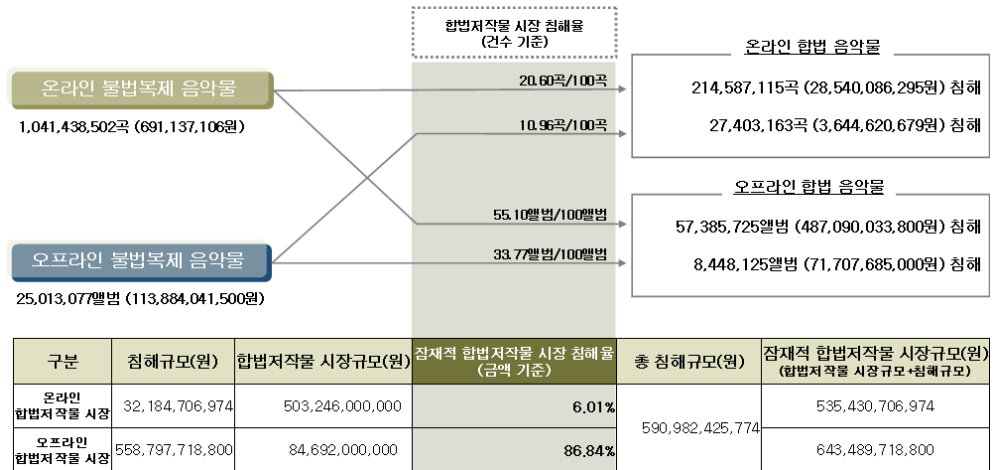 합법저작물 시장 침해율
(건수 기준)
온라인 합법 음악물
온라인 불법복제 음악물
20.60곡/100곡
214,587,115곡 (28,540,086,295원) 침해
1,041,438,502곡 (691,137,106원)
10.96곡/100곡
27,403,163곡 (3,644,620,679원) 침해
오프라인 합법 음악물
55.10앨범/100앨범
57,385,725앨범 (487,090,033,800원) 침해
오프라인 불법복제 음악물
33.77앨범/100앨범
8,448,125앨범 (71,707,685,000원) 침해
25,013,077앨범 (113,884,041,500원)
구분 침해규모(원) 합법저작물 시장규모(원) 잠재적 합법저작물 시장 침해율 (금액 기준) 총 침해규모(원) 잠재적 합법저작물 시장규모(원) (합법저작물 시장규모+침해규모)
온라인 합법저작물 시장 32,184,706,974 503,246,000,000 6.01% 590,982,425,774 535,430,706,974
오프라인 합법저작물 시장 558,797,718,800 84,692,000,000 86.84% 643,489,718,800